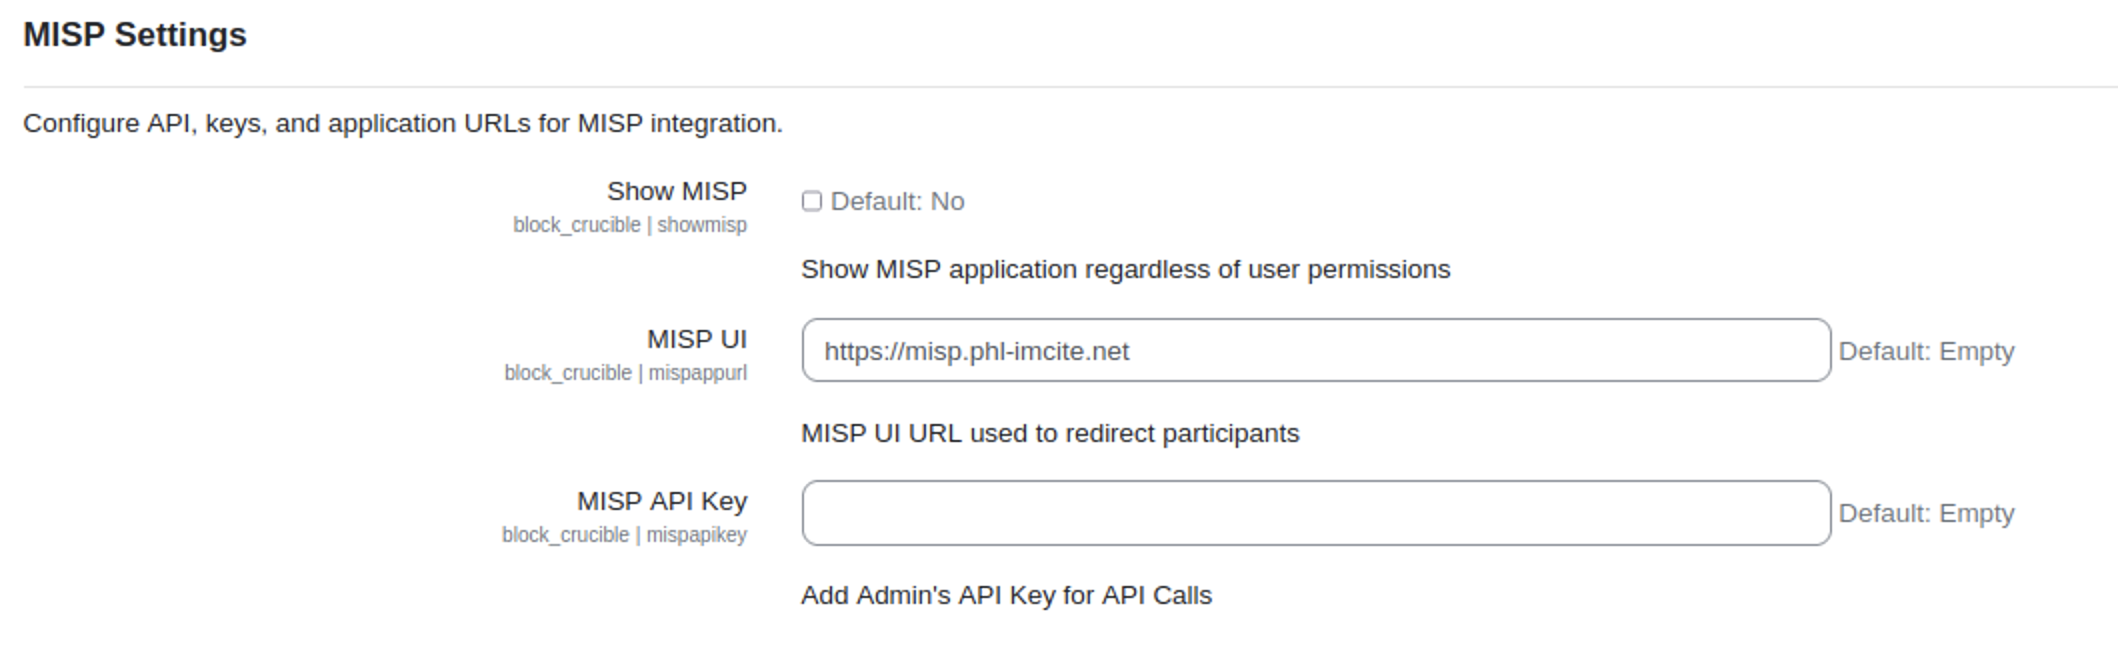 MISP Settings
Configure API, keys, and application URLs for MISP integration.
Show MISP
block_crucible | showmisp
Default: No
Show MISP application regardless of user permissions
MISP UI
block_crucible | mispappurl
https://misp.phl-imcite.net
Default: Empty
MISP UI URL used to redirect participants
MISP API Key
block_crucible | mispapikey
Default: Empty
Add Admin's API Key for API Calls